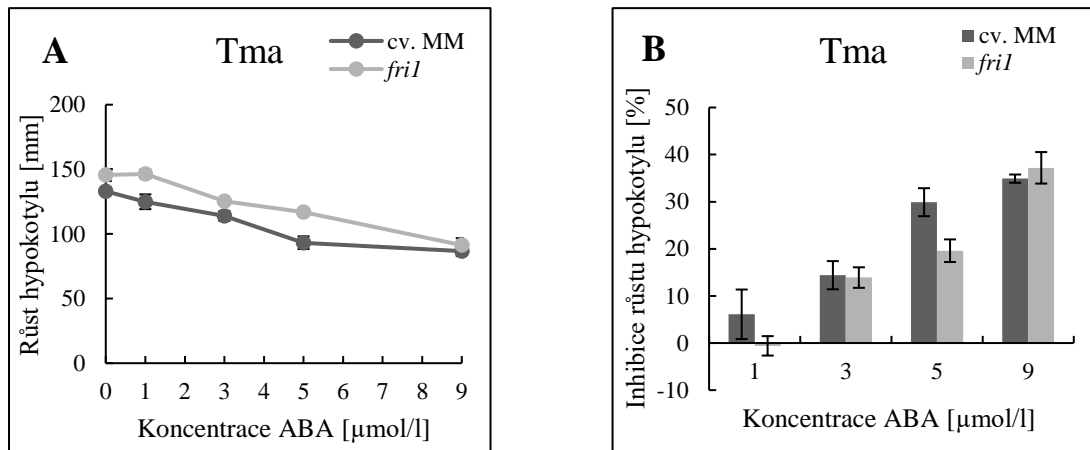 A
Tma
cv. MM
fri1
Růst hypokotylu [mm]
200
150
100
50
0
0 1 2 3 4 5 6 7 8 9
Koncentrace ABA [µmol/l]
B
Tma
cv. MM
fri1
Inhibice růstu hypokotylu [%]
50
40
30
20
10
0
-10
1 3 5 9
Koncentrace ABA [µmol/l]